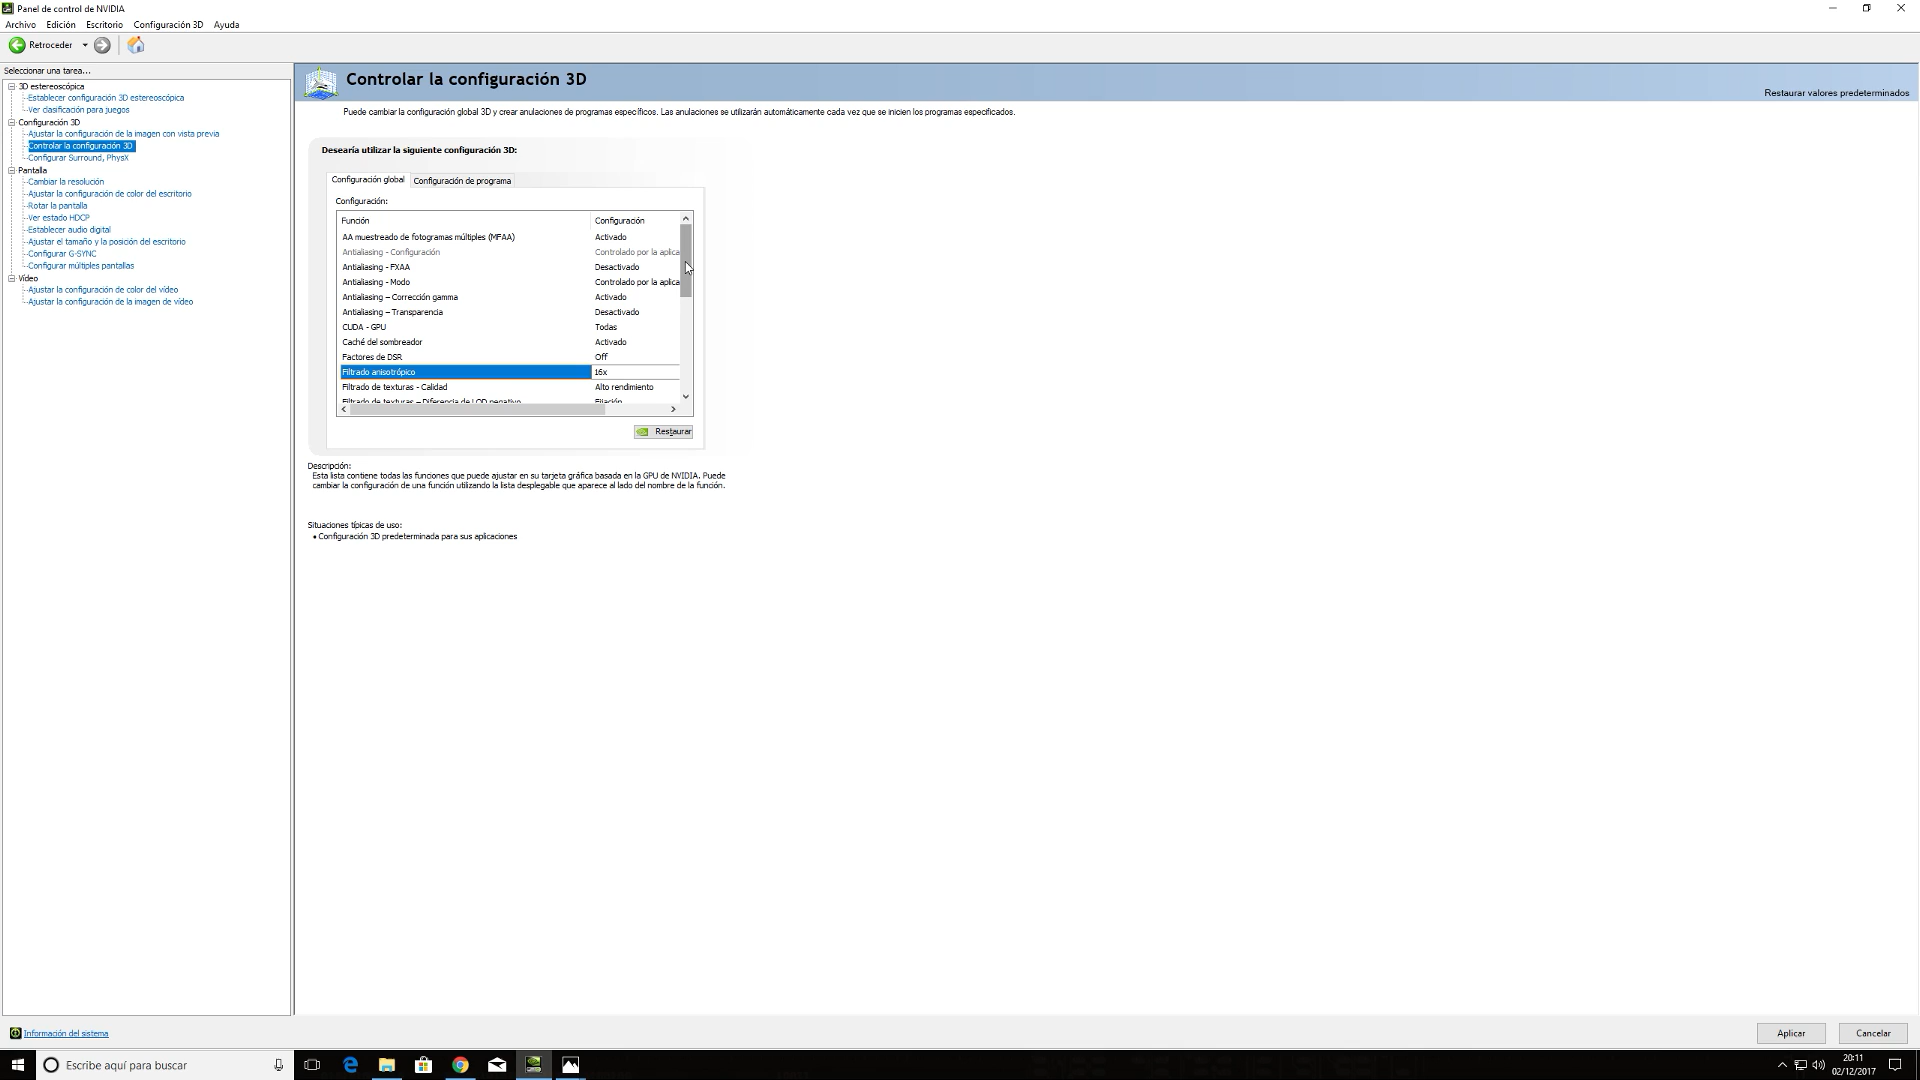 Panel de control de NVIDIA
Archivo Edición Escritorio Configuración 3D Ayuda
Retroceder
Seleccionar una tarea...
3D estereoscópica
Establecer configuración 3D estereoscópica
Ver clasificación para juegos
Configuración 3D
Ajustar la configuración de la imagen con vista previa
Controlar la configuración 3D
Configurar Surround, PhysX
Pantalla
Cambiar la resolución
Ajustar la configuración de color del escritorio
Rotar la pantalla
Ver estado HDCP
Establecer audio digital
Ajustar el tamaño y la posición del escritorio
Configurar G-SYNC
Configurar múltiples pantallas
Vídeo
Ajustar la configuración de color del vídeo
Ajustar la configuración de la imagen de vídeo
Información del sistema
Controlar la configuración 3D
Restaurar valores predeterminados
Puede cambiar la configuración global 3D y crear anulaciones de programas específicos. Las anulaciones se utilizarán automáticamente cada vez que se inicien los programas especificados.
Desearía utilizar la siguiente configuración 3D:
Configuración global Configuración de programa
Configuración:
Función Configuración
AA muestreado de fotogramas múltiples (MFAA) Activado
Antialiasing - Configuración Controlado por la aplica
Antialiasing - FXAA Desactivado
Antialiasing - Modo Controlado por la aplica
Antialiasing – Corrección gamma Activado
Antialiasing – Transparencia Desactivado
CUDA - GPU Todas
Caché del sombreador Activado
Factores de DSR Off
Filtrado anisotrópico 16x
Filtrado de texturas - Calidad Alto rendimiento
Filtrado de texturas – Diferencia de LOD negativo Fijación
Restaurar
Descripción:
Esta lista contiene todas las funciones que puede ajustar en su tarjeta gráfica basada en la GPU de NVIDIA. Puede
cambiar la configuración de una función utilizando la lista desplegable que aparece al lado del nombre de la función.
Situaciones típicas de uso:
• Configuración 3D predeterminada para sus aplicaciones
Aplicar Cancelar
Escribe aquí para buscar
20:11
02/12/2017